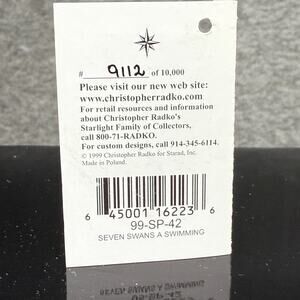 # 9112 of 10,000
Please visit our new web site:
www.christopherradko.com
For retail resources and information
about Christopher Radko's
Starlight Family of Collectors,
call 800-71-RADKO.
For custom designs, call 914-345-6114.
© 1999 Christopher Radko for Starad, Inc.
Made in Poland.
6 45001 16223 6
99-SP-42
SEVEN SWANS A SWIMMING